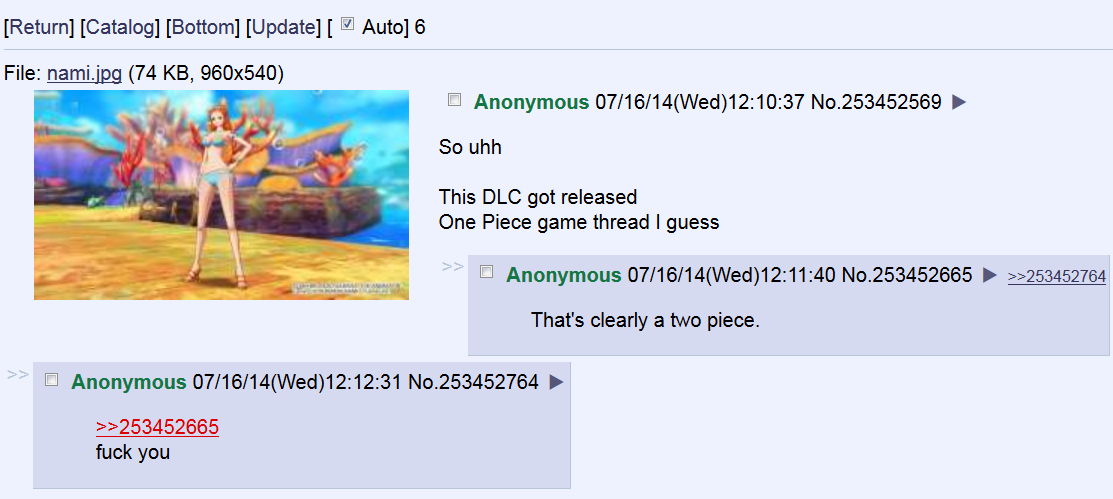 [Return] [Catalog] [Bottom] [Update] [ Auto] 6
File: nami.jpg (74 KB, 960x540)
Anonymous 07/16/14(Wed)12:10:37 No.253452569 ▶
So uhh
This DLC got released
One Piece game thread I guess
>> Anonymous 07/16/14(Wed)12:11:40 No.253452665 ▶ >>253452764
That's clearly a two piece.
>> Anonymous 07/16/14(Wed)12:12:31 No.253452764 ▶
>>253452665
fuck you